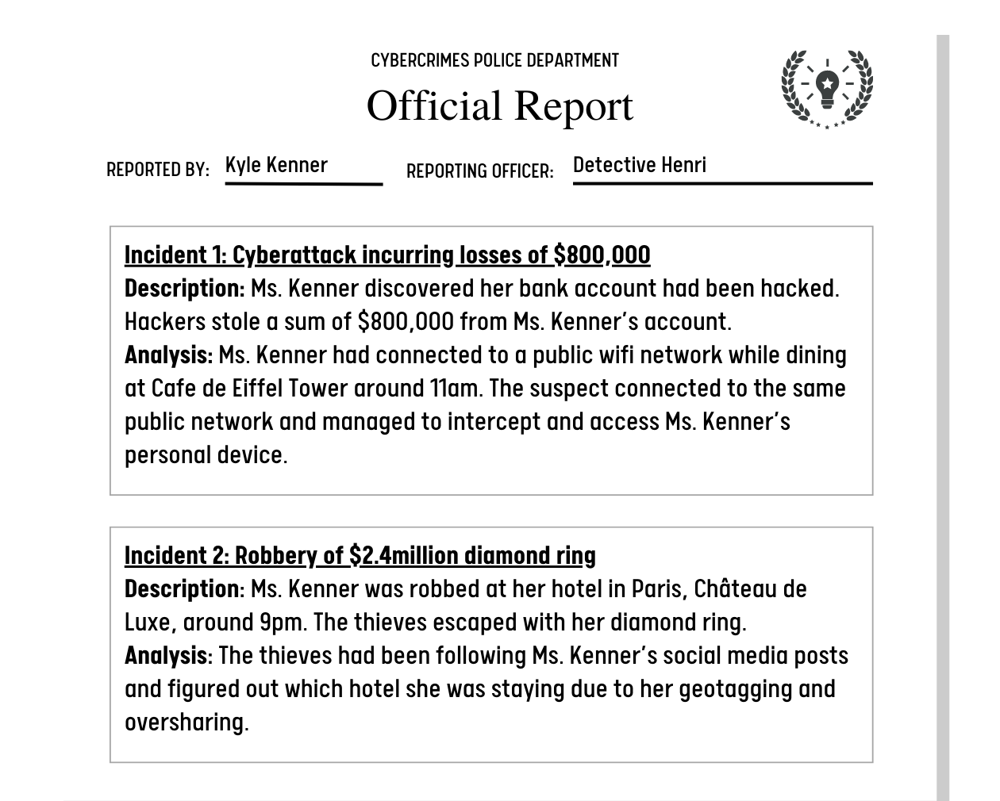 CYBERCRIMES POLICE DEPARTMENT
Official Report
REPORTED BY: Kyle Kenner REPORTING OFFICER: Detective Henri
Incident 1: Cyberattack incurring losses of $800,000
Description: Ms. Kenner discovered her bank account had been hacked.
Hackers stole a sum of $800,000 from Ms. Kenner’s account.
Analysis: Ms. Kenner had connected to a public wifi network while dining
at Cafe de Eiffel Tower around 11am. The suspect connected to the same
public network and managed to intercept and access Ms. Kenner’s
personal device.
Incident 2: Robbery of $2.4million diamond ring
Description: Ms. Kenner was robbed at her hotel in Paris, Château de
Luxe, around 9pm. The thieves escaped with her diamond ring.
Analysis: The thieves had been following Ms. Kenner’s social media posts
and figured out which hotel she was staying due to her geotagging and
oversharing.